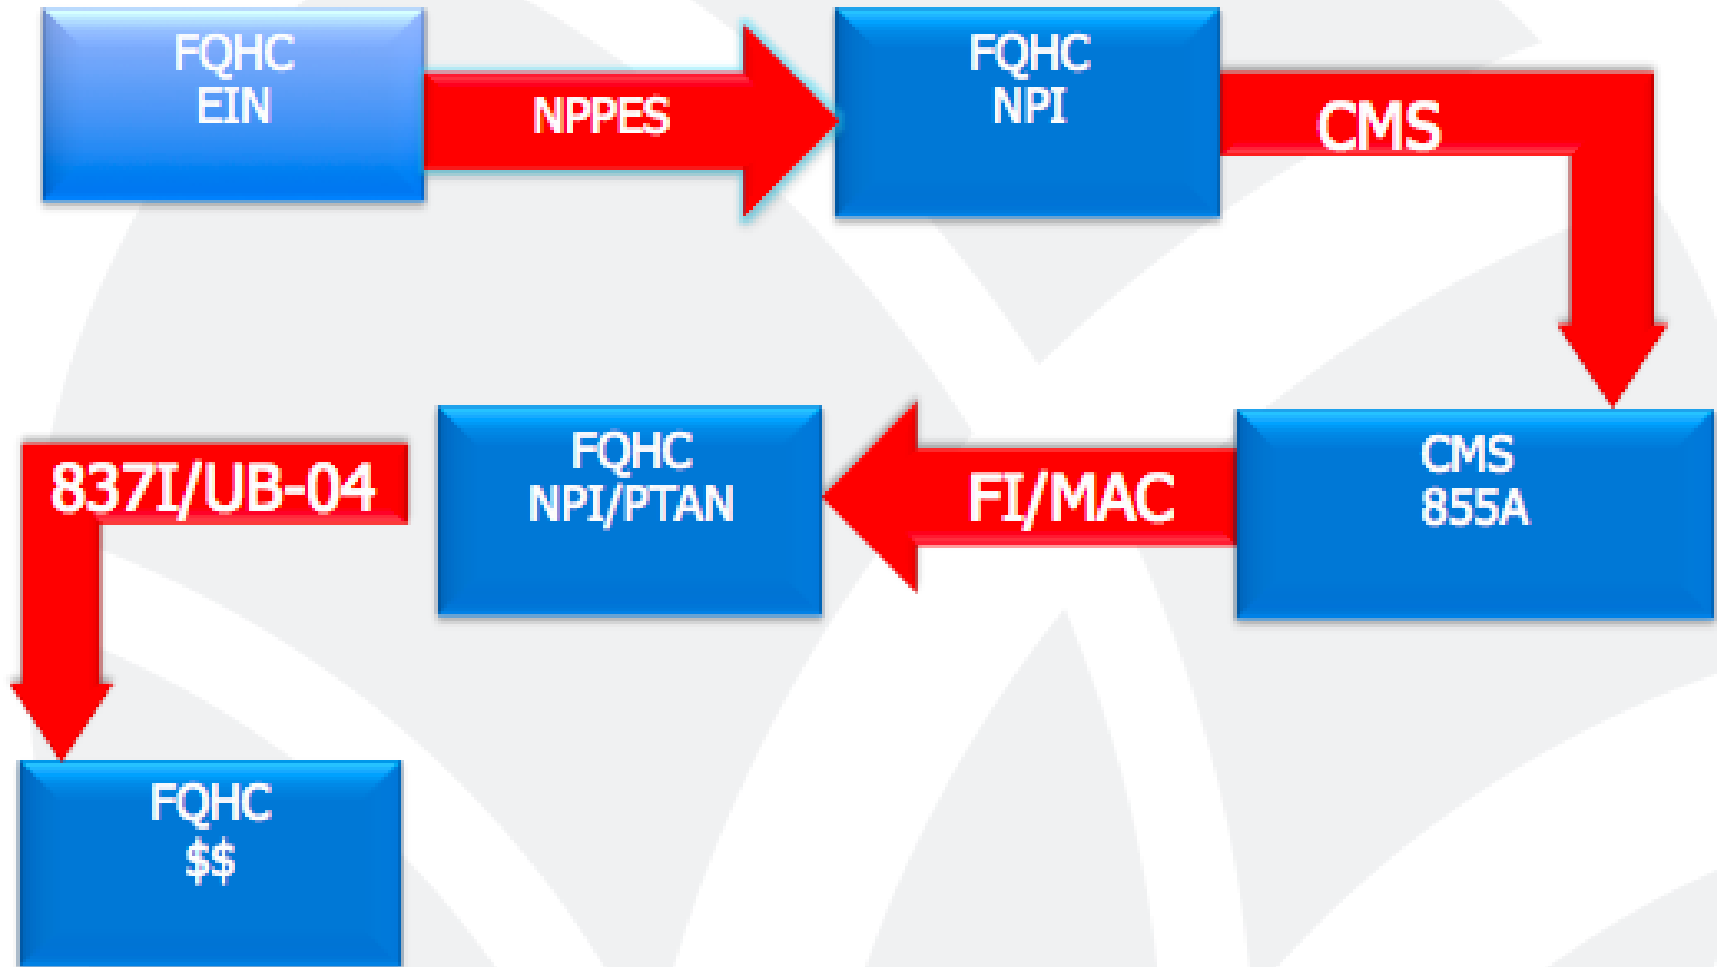 FQHC
EIN
NPPES
FQHC
NPI
CMS
CMS
855A
FI/MAC
FQHC
NPI/PTAN
837I/UB-04
FQHC
$$